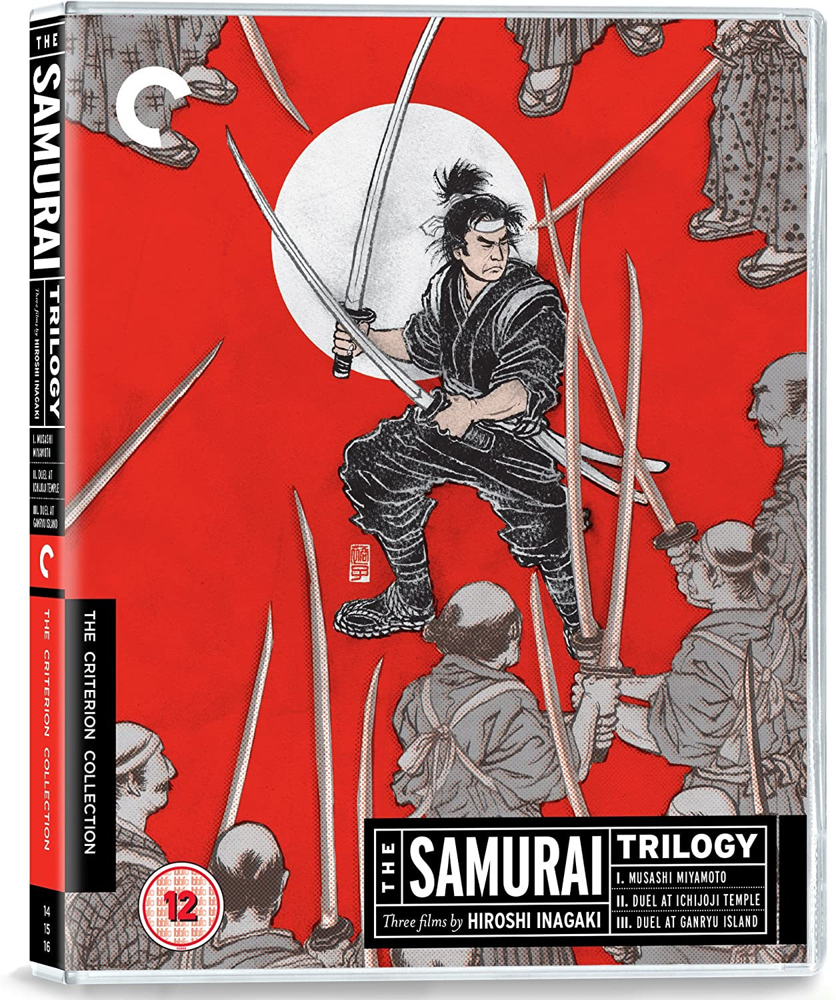 THE
SAMURAI
TRILOGY
Three films by HIROSHI INAGAKI
I. MUSASHI
MIYAMOTO
II. DUEL AT
ICHIJOJI TEMPLE
III. DUEL AT
GANRYU ISLAND
THE CRITERION COLLECTION
14
15
16
THE CRITERION COLLECTION
12
THE
SAMURAI
Three films by HIROSHI INAGAKI
TRILOGY
I. MUSASHI MIYAMOTO
II. DUEL AT ICHIJOJI TEMPLE
III. DUEL AT GANRYU ISLAND